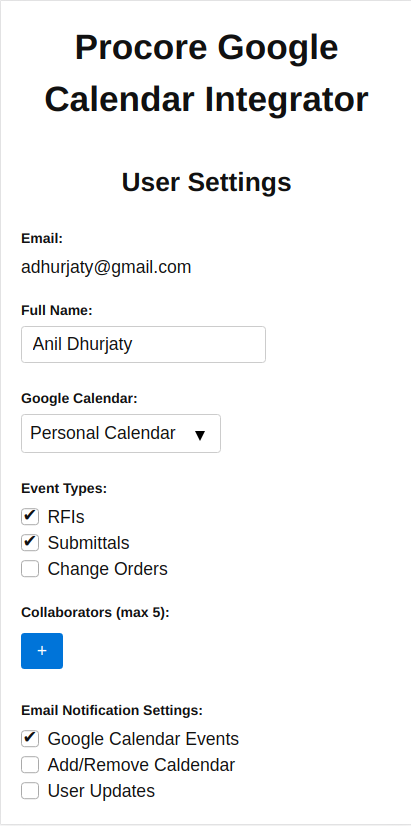 Procore Google
Calendar Integrator
User Settings
Email:
adhurjaty@gmail.com
Full Name:
Anil Dhurjaty
Google Calendar:
Personal Calendar ▼
Event Types:
✔ RFIs
✔ Submittals
Change Orders
Collaborators (max 5):
+
Email Notification Settings:
✔ Google Calendar Events
Add/Remove Caldendar
User Updates